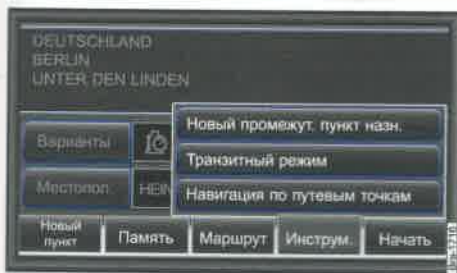 DEUTSCHLAND
BERLIN
UNTER DEN LINDEN
Новый промежут. пункт назн.
Варианты
Транзитный режим
Местопол.
HEIN
Навигация по путевым точкам
Новый
пункт
Память
Маршрут
Инструм.
Начать